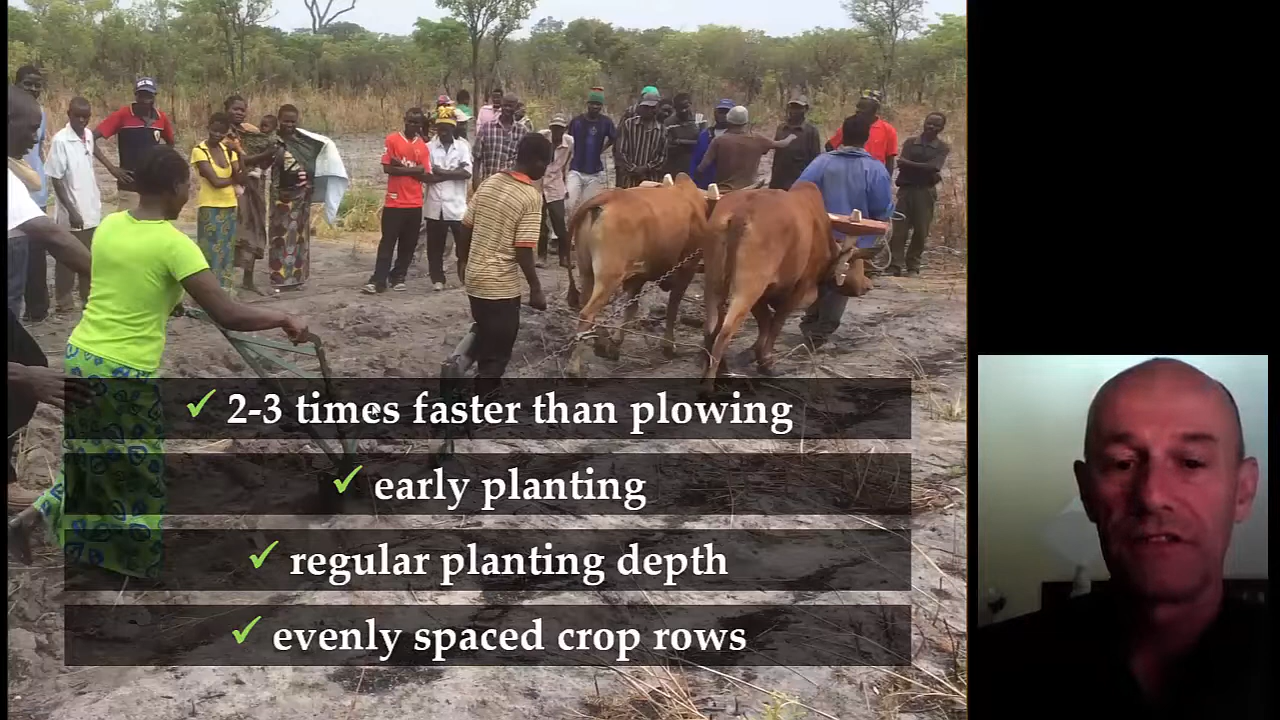 ✓ 2-3 times faster than plowing
✓ early planting
✓ regular planting depth
✓ evenly spaced crop rows